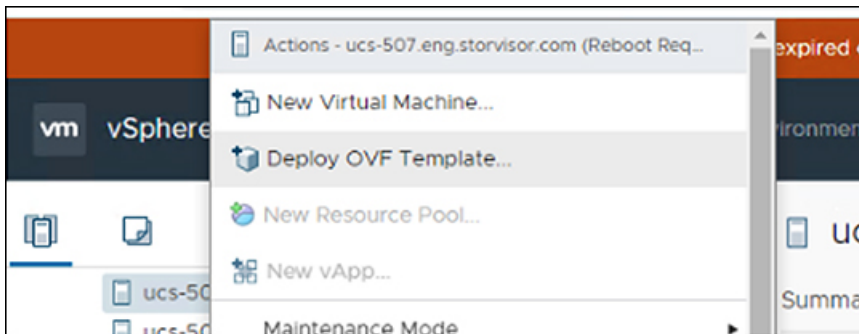 Actions - ucs-507.eng.storvisor.com (Reboot Req...
expired
New Virtual Machine...
vm vSphere
Deploy OVF Template...
New Resource Pool...
New vApp...
ucs-50
Summa
ucs-50
Maintenance Mode